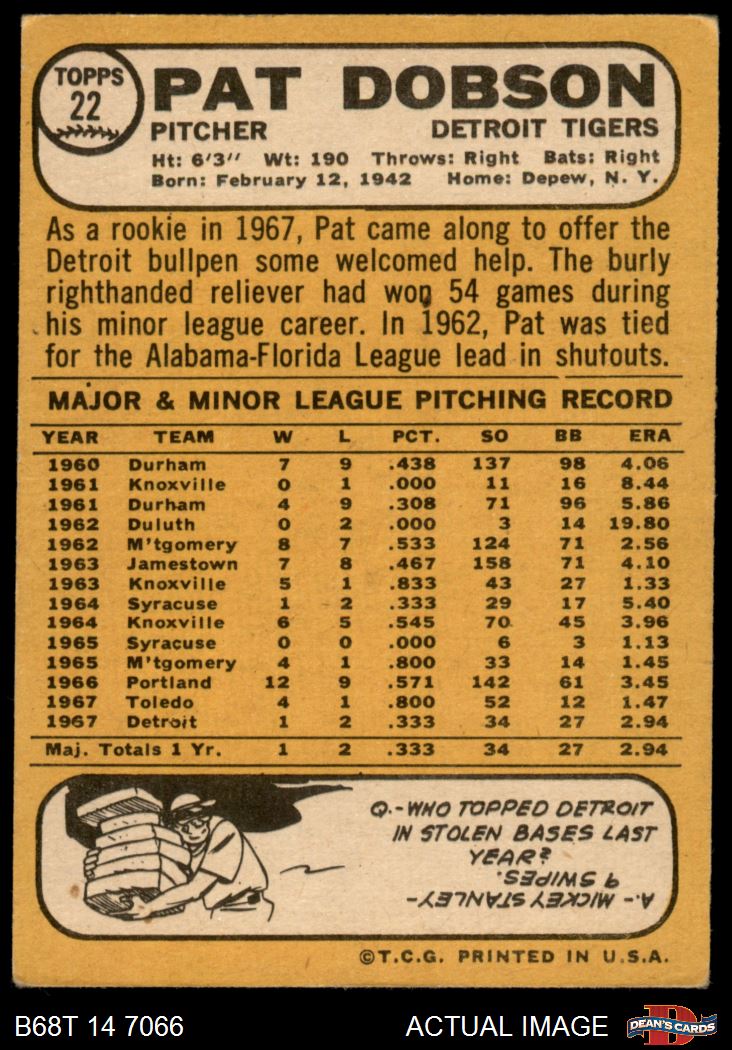 TOPPS
22
PAT DOBSON
PITCHER DETROIT TIGERS
Ht: 6'3" Wt: 190 Throws: Right Bats: Right
Born: February 12, 1942 Home: Depew, N. Y.
As a rookie in 1967, Pat came along to offer the
Detroit bullpen some welcomed help. The burly
righthanded reliever had won 54 games during
his minor league career. In 1962, Pat was tied
for the Alabama-Florida League lead in shutouts.
MAJOR & MINOR LEAGUE PITCHING RECORD
YEAR TEAM W L PCT. SO BB ERA
1960 Durham 7 9 .438 137 98 4.06
1961 Knoxville 0 1 .000 11 16 8.44
1961 Durham 4 9 .308 71 96 5.86
1962 Duluth 0 2 .000 3 14 19.80
1962 M'tgomery 8 7 .533 124 71 2.56
1963 Jamestown 7 8 .467 158 71 4.10
1963 Knoxville 5 1 .833 43 27 1.33
1964 Syracuse 1 2 .333 29 17 5.40
1964 Knoxville 6 5 .545 70 45 3.96
1965 Syracuse 0 0 .000 6 3 1.13
1965 M'tgomery 4 1 .800 33 14 1.45
1966 Portland 12 9 .571 142 61 3.45
1967 Toledo 4 1 .800 52 12 1.47
1967 Detroit 1 2 .333 34 27 2.94
Maj. Totals 1 Yr. 1 2 .333 34 27 2.94
Q.-WHO TOPPED DETROIT
IN STOLEN BASES LAST
YEAR?
A.- MICKEY STANLEY-
9 SWIPES.
©T.C.G. PRINTED IN U.S.A.
B68T 14 7066 ACTUAL IMAGE
D
DEAN'S CARDS